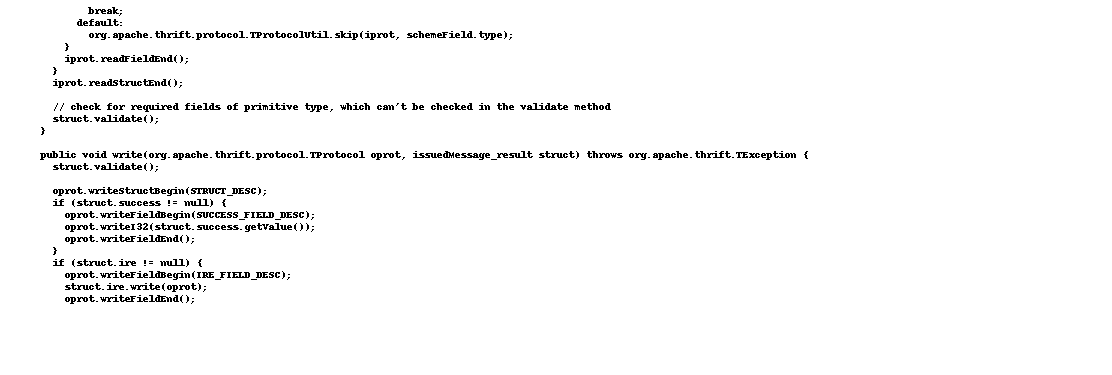 break;
default:
org.apache.thrift.protocol.TProtocolUtil.skip(iprot, schemeField.type);
}
iprot.readFieldEnd();
}
iprot.readStructEnd();
// check for required fields of primitive type, which can't be checked in the validate method
struct.validate();
}
public void write(org.apache.thrift.protocol.TProtocol oprot, issuedMessage_result struct) throws org.apache.thrift.TException {
struct.validate();
oprot.writeStructBegin(STRUCT_DESC);
if (struct.success != null) {
oprot.writeFieldBegin(SUCCESS_FIELD_DESC);
oprot.writeI32(struct.success.getValue());
oprot.writeFieldEnd();
}
if (struct.ire != null) {
oprot.writeFieldBegin(IRE_FIELD_DESC);
struct.ire.write(oprot);
oprot.writeFieldEnd();